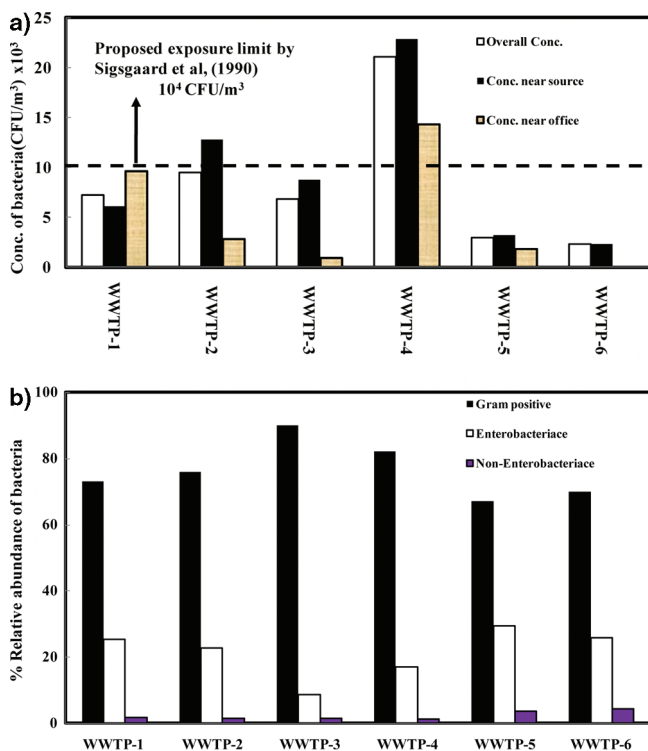 a)
Conc. of bacteria(CFU/m³) x10³
25
20
15
10
5
0
Proposed exposure limit by
Sigsgaard et al, (1990)
10⁴ CFU/m³
Overall Conc.
Conc. near source
Conc. near office
WWTP-1
WWTP-2
WWTP-3
WWTP-4
WWTP-5
WWTP-6
b)
% Relative abundance of bacteria
100
80
60
40
20
0
Gram positive
Enterobacteriace
Non-Enterobacteriace
WWTP-1
WWTP-2
WWTP-3
WWTP-4
WWTP-5
WWTP-6